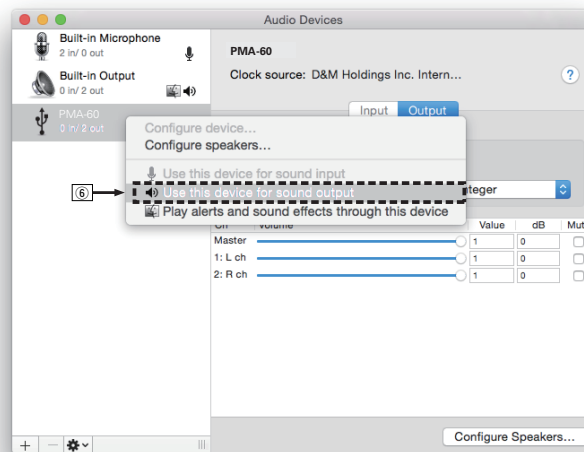 Audio Devices
Built-in Microphone
2 in/ 0 out
Built-in Output
0 in/ 2 out
PMA-60
0 in/ 2 out
PMA-60
Clock source: D&M Holdings Inc. Intern...
?
Input Output
Configure device...
Configure speakers...
Use this device for sound input
⑥
Use this device for sound output
Play alerts and sound effects through this device
teger
Ch Volume Value dB Mut
Master 1 0
1: L ch 1 0
2: R ch 1 0
Configure Speakers...